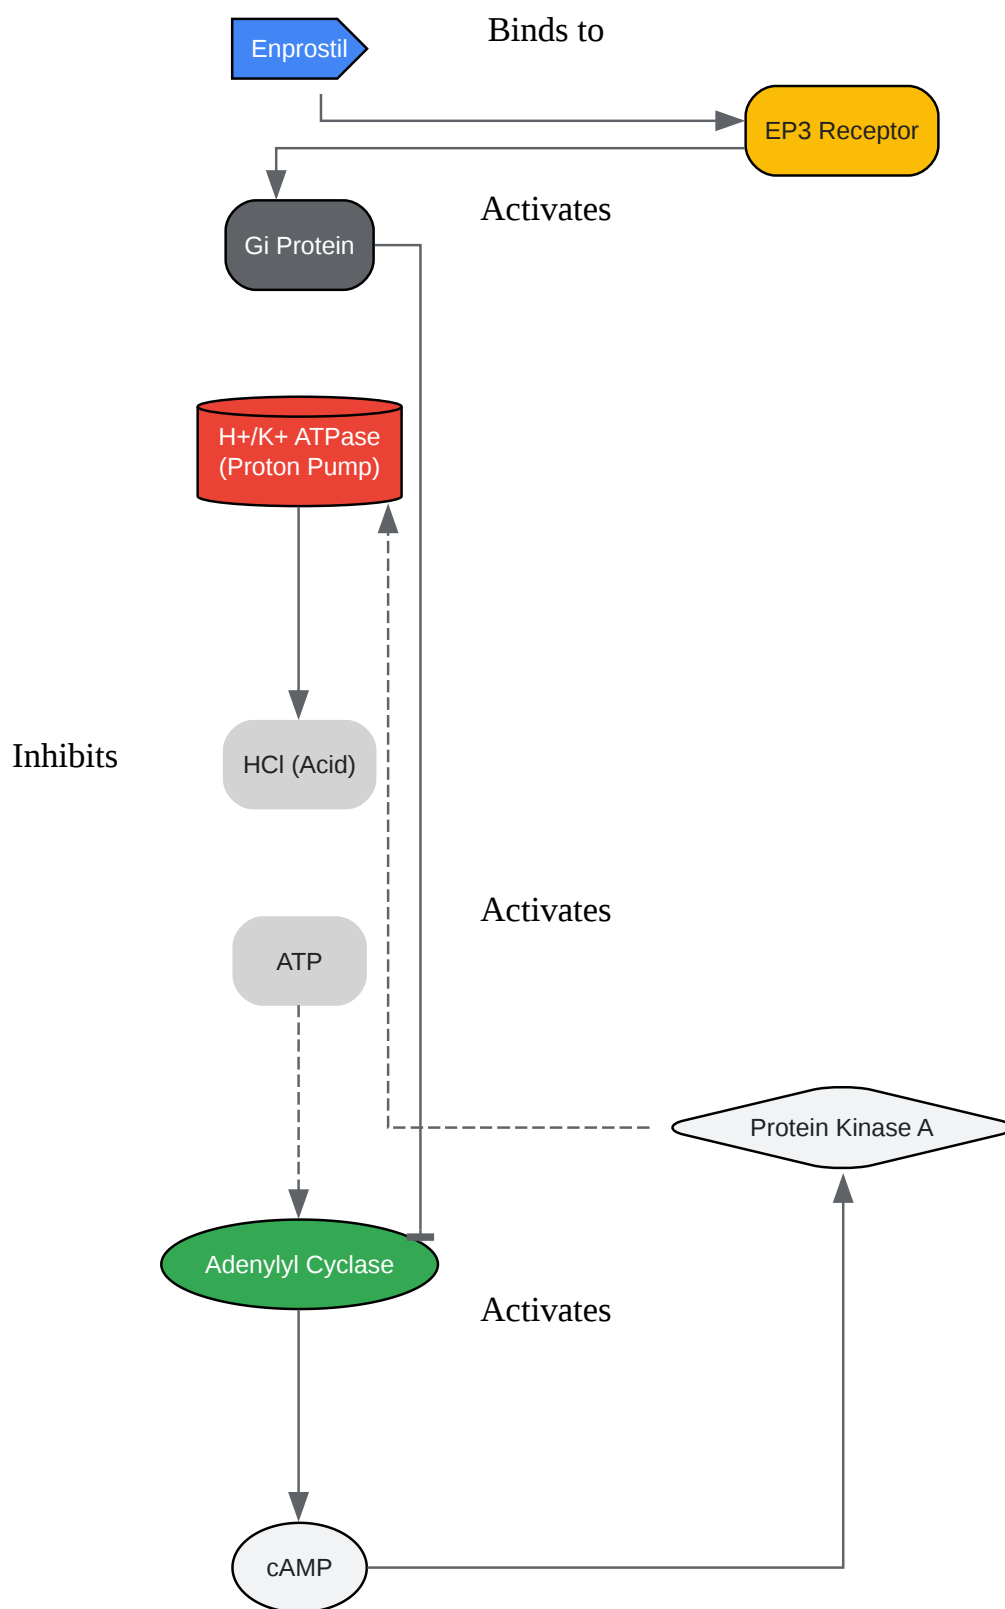 Binds to
Enprostil
EP3 Receptor
Activates
Gi Protein
H+/K+ ATPase
(Proton Pump)
Inhibits
HCl (Acid)
Activates
ATP
Protein Kinase A
Adenylyl Cyclase
Activates
cAMP